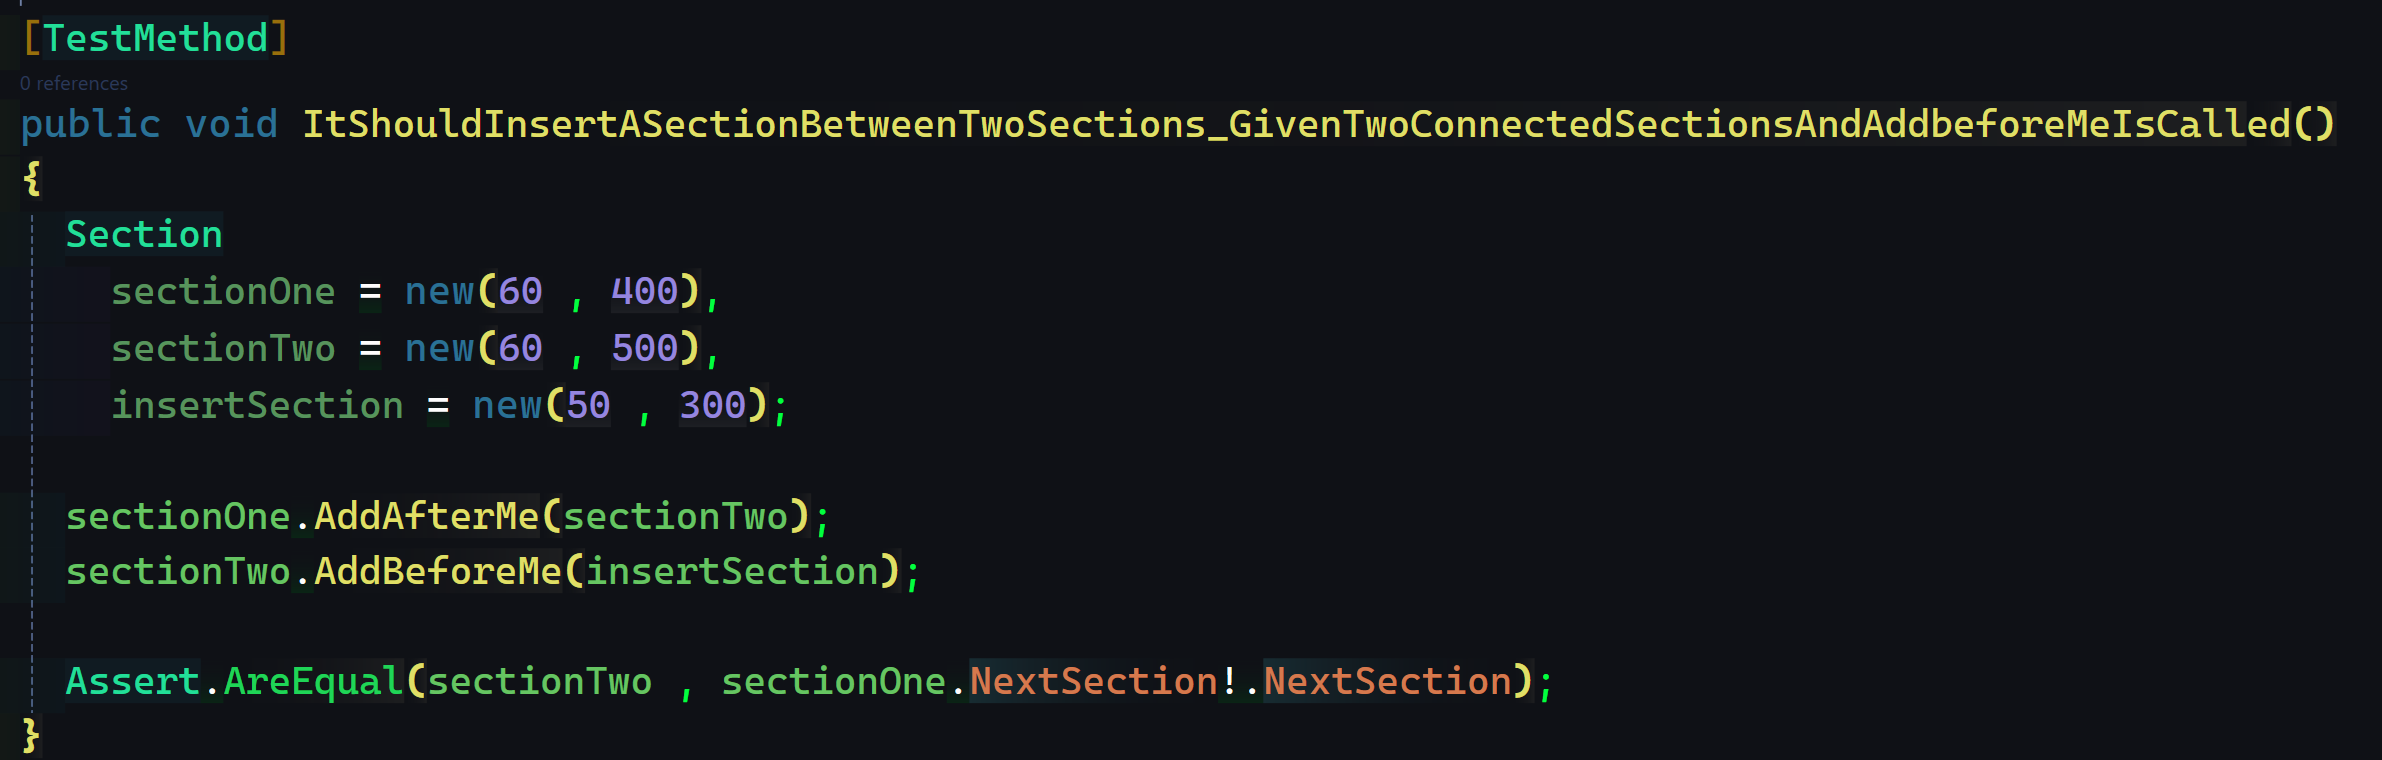 [TestMethod]
0 references
public void ItShouldInsertASectionBetweenTwoSections_GivenTwoConnectedSectionsAndAddbeforeMeIsCalled()
{
Section
sectionOne = new(60 , 400),
sectionTwo = new(60 , 500),
insertSection = new(50 , 300);
sectionOne.AddAfterMe(sectionTwo);
sectionTwo.AddBeforeMe(insertSection);
Assert.AreEqual(sectionTwo , sectionOne.NextSection!.NextSection);
}